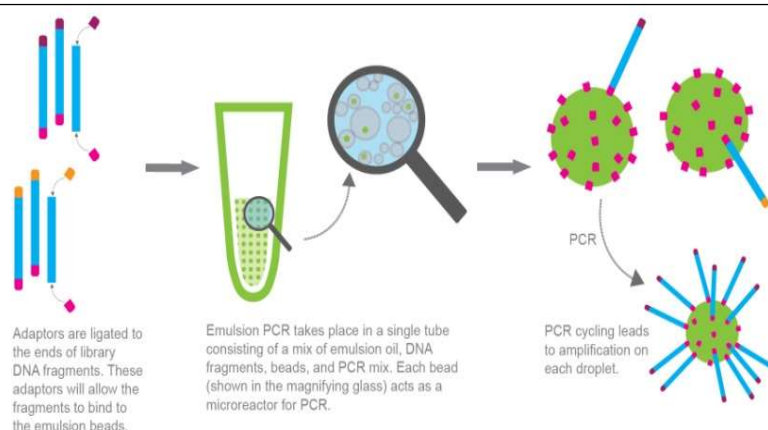 Adaptors are ligated to
the ends of library
DNA fragments. These
adaptors will allow the
fragments to bind to
the emulsion beads.
Emulsion PCR takes place in a single tube
consisting of a mix of emulsion oil, DNA
fragments, beads, and PCR mix. Each bead
(shown in the magnifying glass) acts as a
microreactor for PCR.
PCR
PCR cycling leads
to amplification on
each droplet.